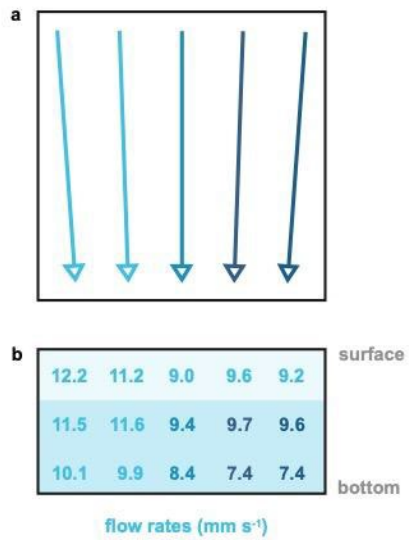 a
b
surface
12.2 11.2 9.0 9.6 9.2
11.5 11.6 9.4 9.7 9.6
10.1 9.9 8.4 7.4 7.4
bottom
flow rates (mm s-1)